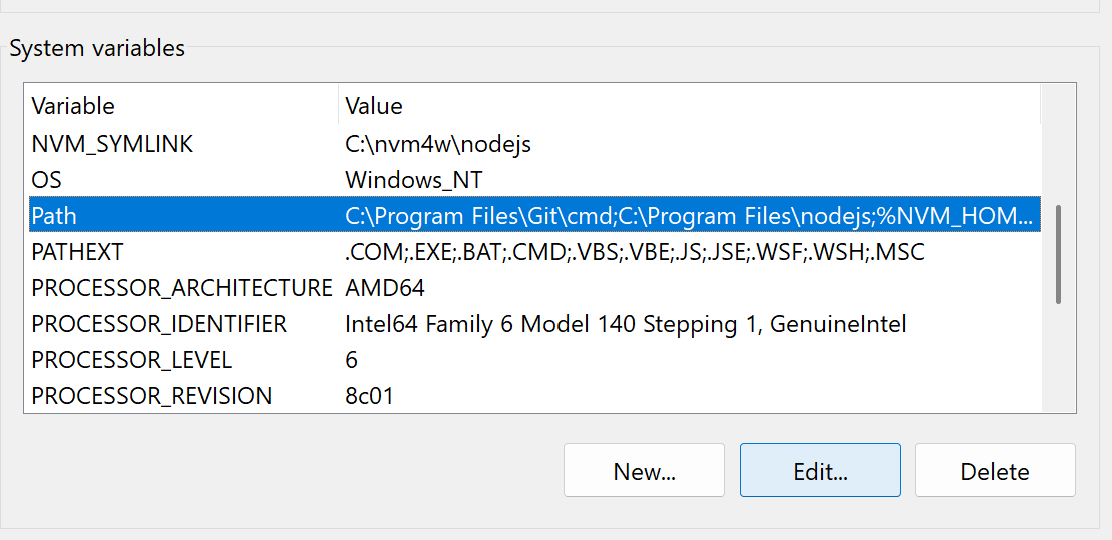 System variables
Variable Value
NVM_SYMLINK C:\nvm4w\nodejs
OS Windows_NT
Path C:\Program Files\Git\cmd;C:\Program Files\nodejs;%NVM_HOM...
PATHEXT .COM;.EXE;.BAT;.CMD;.VBS;.VBE;.JS;.JSE;.WSF;.WSH;.MSC
PROCESSOR_ARCHITECTURE AMD64
PROCESSOR_IDENTIFIER Intel64 Family 6 Model 140 Stepping 1, GenuineIntel
PROCESSOR_LEVEL 6
PROCESSOR_REVISION 8c01
New... Edit... Delete